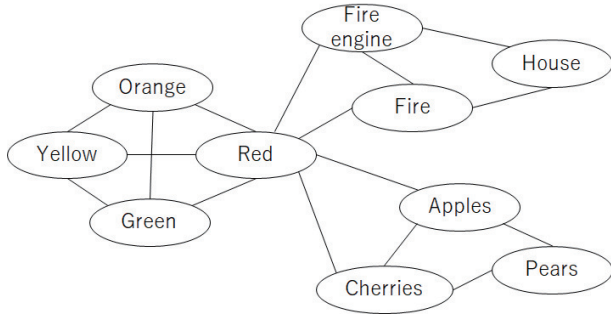 Fire
engine
House
Orange
Fire
Yellow
Red
Green
Apples
Pears
Cherries